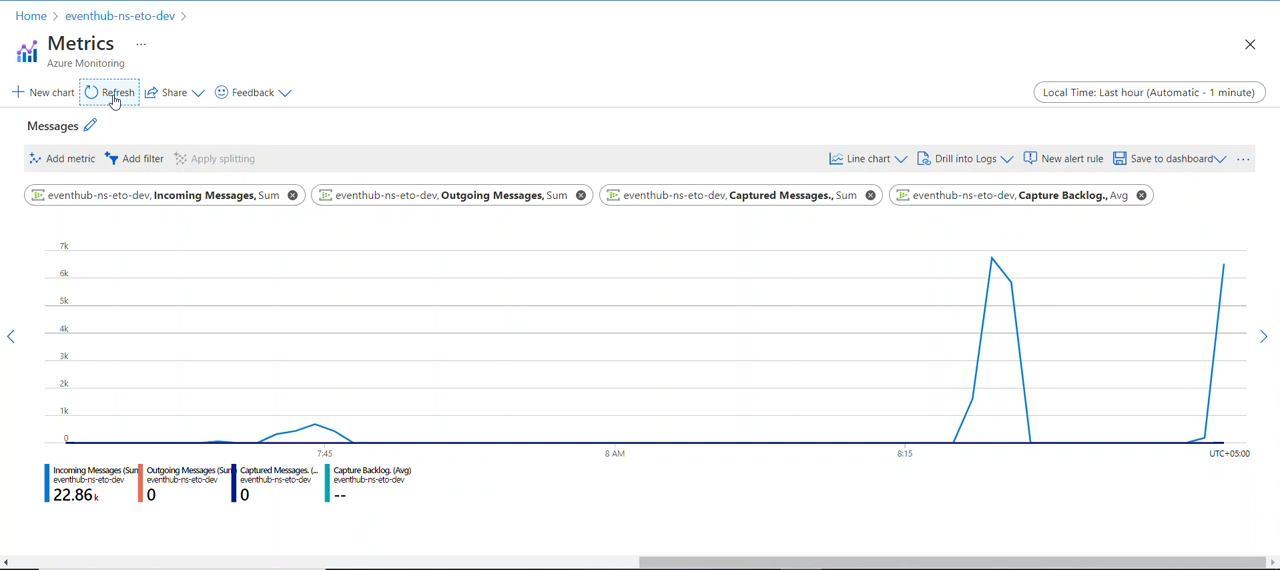 Home > eventhub-ns-eto-dev >
Metrics ...
Azure Monitoring
New chart Refresh Share Feedback Local Time: Last hour (Automatic - 1 minute)
Messages
Add metric Add filter Apply splitting Line chart Drill into Logs New alert rule Save to dashboard ...
eventhub-ns-eto-dev, Incoming Messages, Sum eventhub-ns-eto-dev, Outgoing Messages, Sum eventhub-ns-eto-dev, Captured Messages., Sum eventhub-ns-eto-dev, Capture Backlog., Avg
7k
6k
5k
4k
3k
2k
1k
0
7:45 8 AM 8:15 UTC+05:00
Incoming Messages (Sum Outgoing Messages (Sum Captured Messages. (... Capture Backlog. (Avg)
eventhub-ns-eto-dev eventhub-ns-eto-dev eventhub-ns-eto-dev eventhub-ns-eto-dev
22.86 k 0 0 --